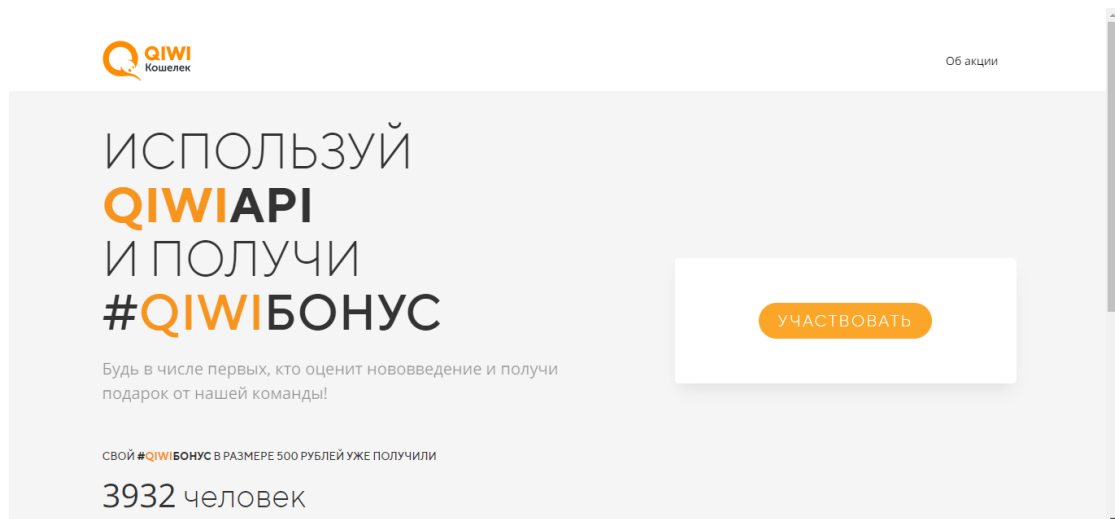 QIWI
Кошелек
Об акции
ИСПОЛЬЗУЙ
QIWIAPI
И ПОЛУЧИ
#QIWIБОНУС
УЧАСТВОВАТЬ
Будь в числе первых, кто оценит нововведение и получи
подарок от нашей команды!
СВОЙ #QIWIБОНУС В РАЗМЕРЕ 500 РУБЛЕЙ УЖЕ ПОЛУЧИЛИ
3932 человек